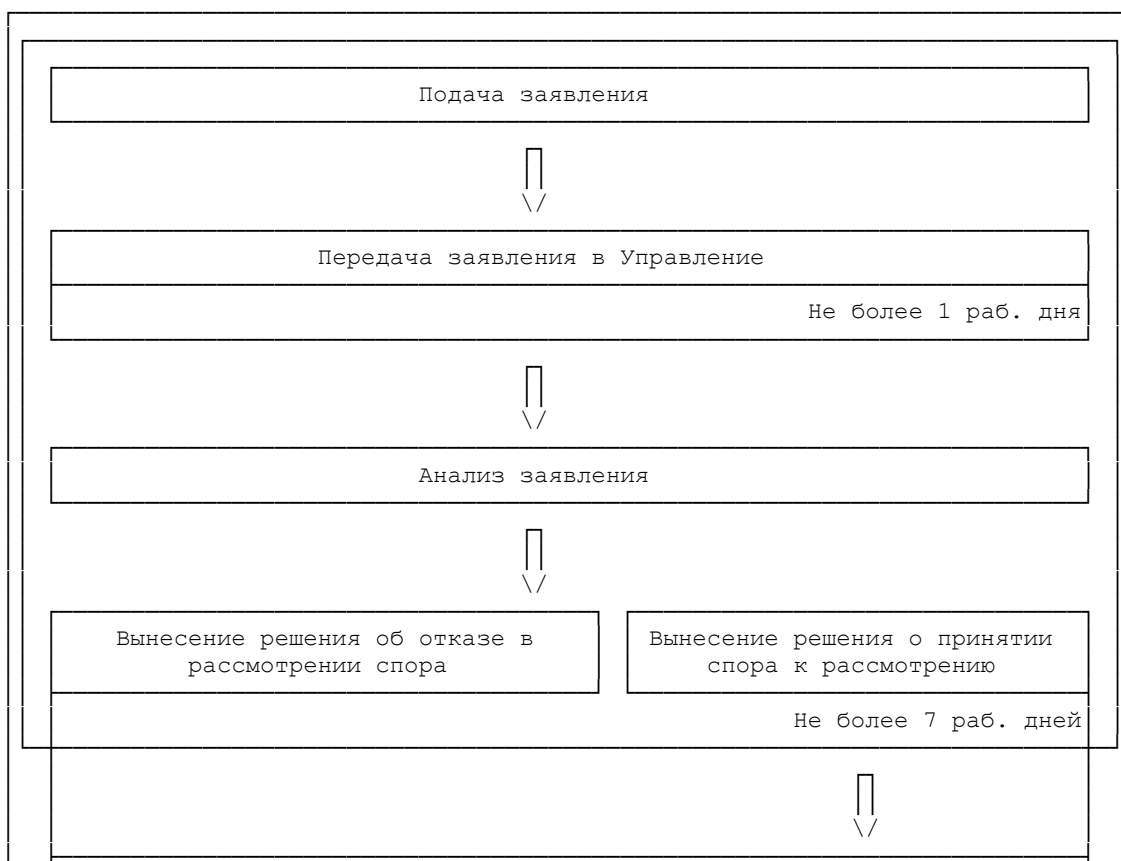 Подача заявления
Передача заявления в Управление
Не более 1 раб. дня
Анализ заявления
Вынесение решения об отказе в
рассмотрении спора
Вынесение решения о принятии
спора к рассмотрению
Не более 7 раб. дней